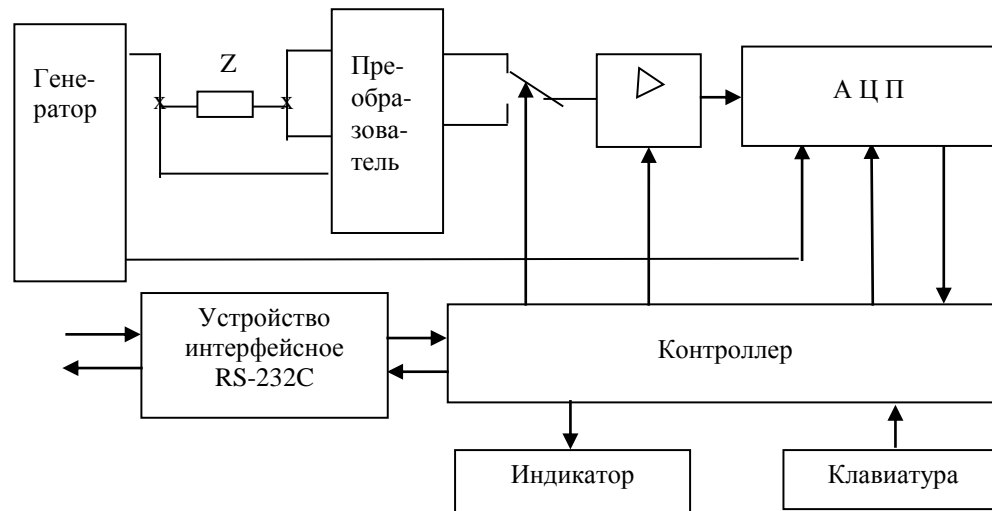 Гене-
ратор
Z
x
x
Пре-
обра-
зова-
тель
А Ц П
Устройство
интерфейсное
RS-232C
Контроллер
Индикатор
Клавиатура